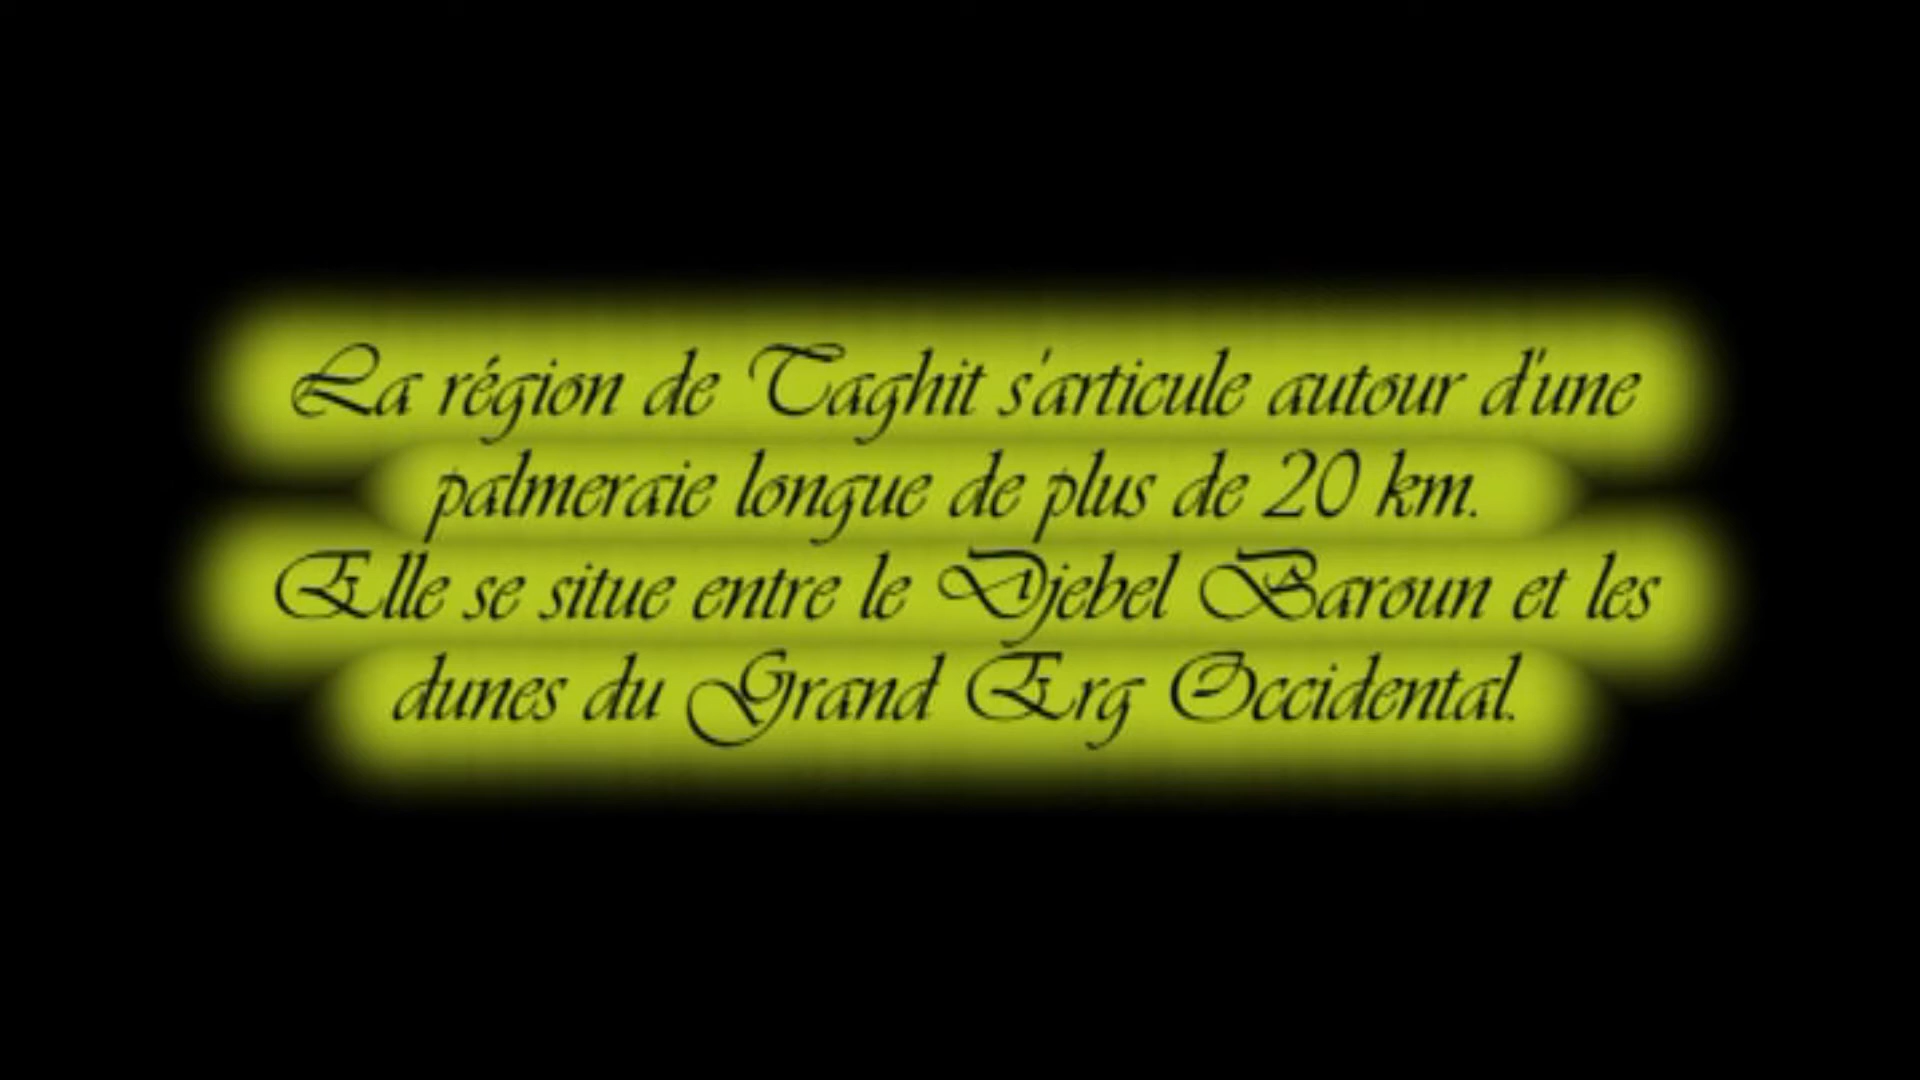 La région de Taghit s'articule autour d'une
palmeraie longue de plus de 20 km.
Elle se situe entre le Djebel Baroun et les
dunes du Grand Erg Occidental.